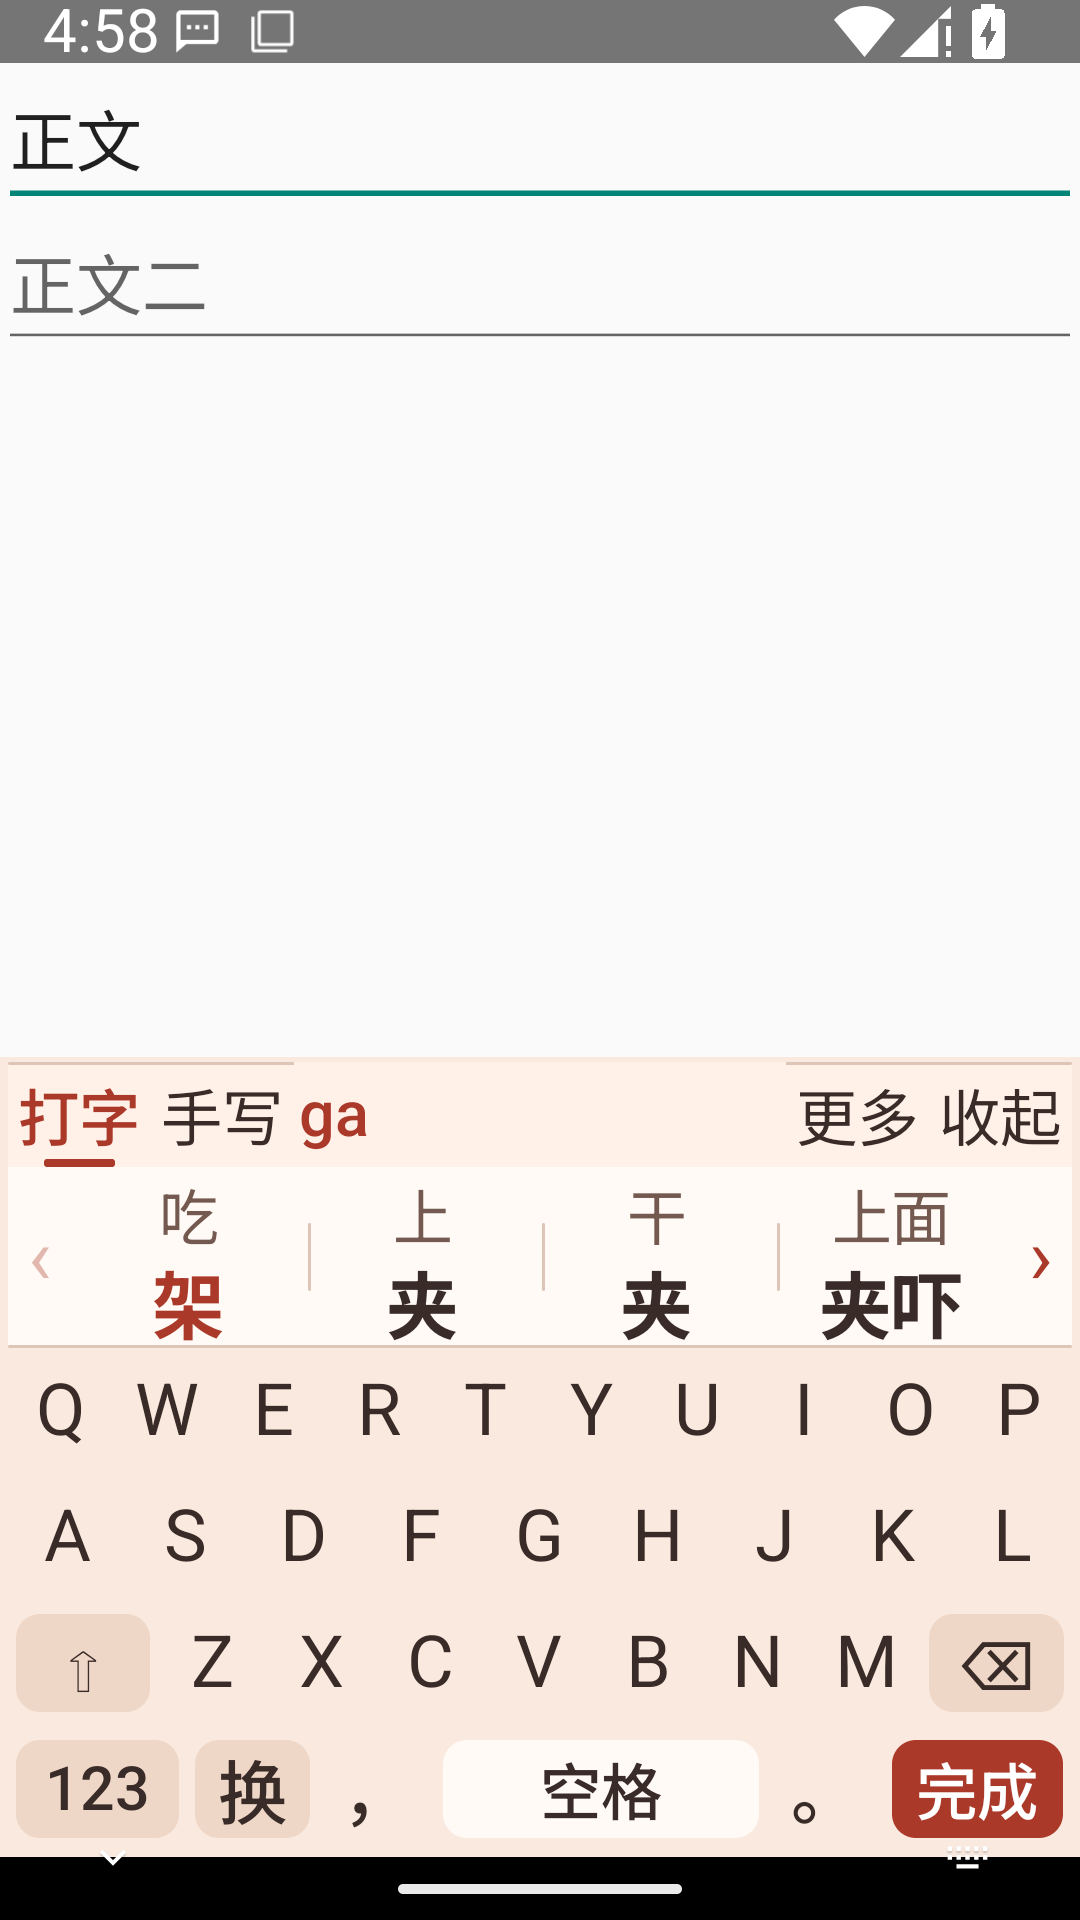 4:58
正文
正文二
打字 手写 ga 更多 收起
‹ 吃 上 干 上面 ›
架 夹 夹 夹吓
Q W E R T Y U I O P
A S D F G H J K L
⇧ Z X C V B N M ⌫
123 换 ， 空格 。 完成